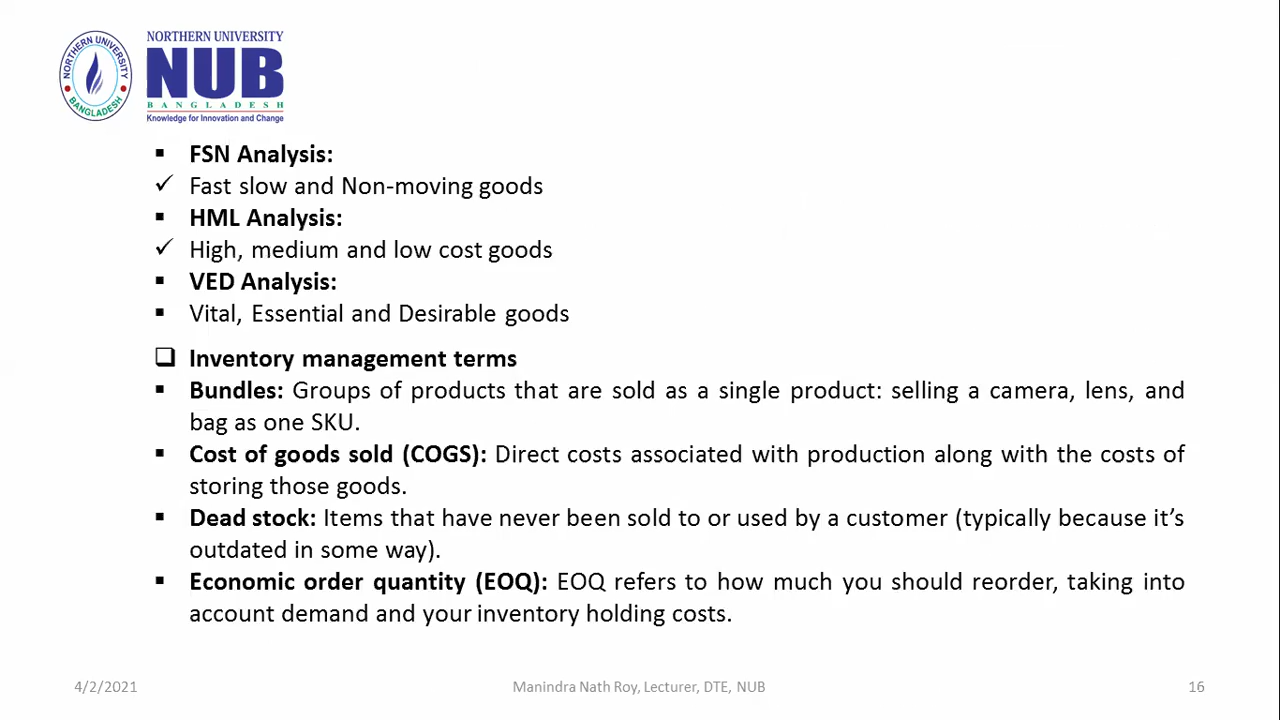 NORTHERN UNIVERSITY
BANGLADESH
NORTHERN UNIVERSITY
NUB
BANGLADESH
Knowledge for Innovation and Change
▪ FSN Analysis:
✓ Fast slow and Non-moving goods
▪ HML Analysis:
✓ High, medium and low cost goods
▪ VED Analysis:
▪ Vital, Essential and Desirable goods
❑ Inventory management terms
▪ Bundles: Groups of products that are sold as a single product: selling a camera, lens, and
bag as one SKU.
▪ Cost of goods sold (COGS): Direct costs associated with production along with the costs of
storing those goods.
▪ Dead stock: Items that have never been sold to or used by a customer (typically because it’s
outdated in some way).
▪ Economic order quantity (EOQ): EOQ refers to how much you should reorder, taking into
account demand and your inventory holding costs.
4/2/2021
Manindra Nath Roy, Lecturer, DTE, NUB
16